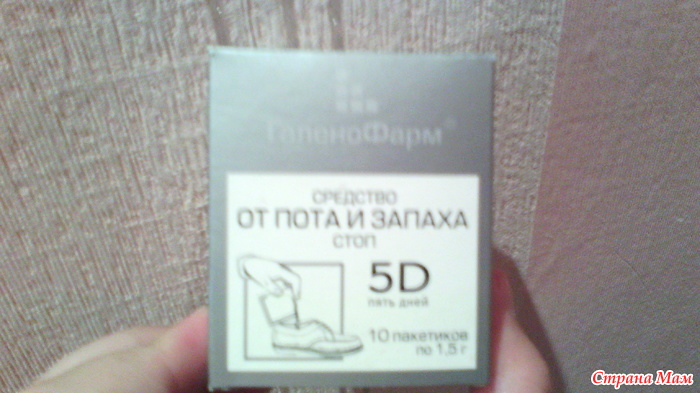 ГаленоФарм®
СРЕДСТВО
ОТ ПОТА И ЗАПАХА
СТОП
5D
пять дней
10 пакетиков
по 1,5 г
Страна Мам